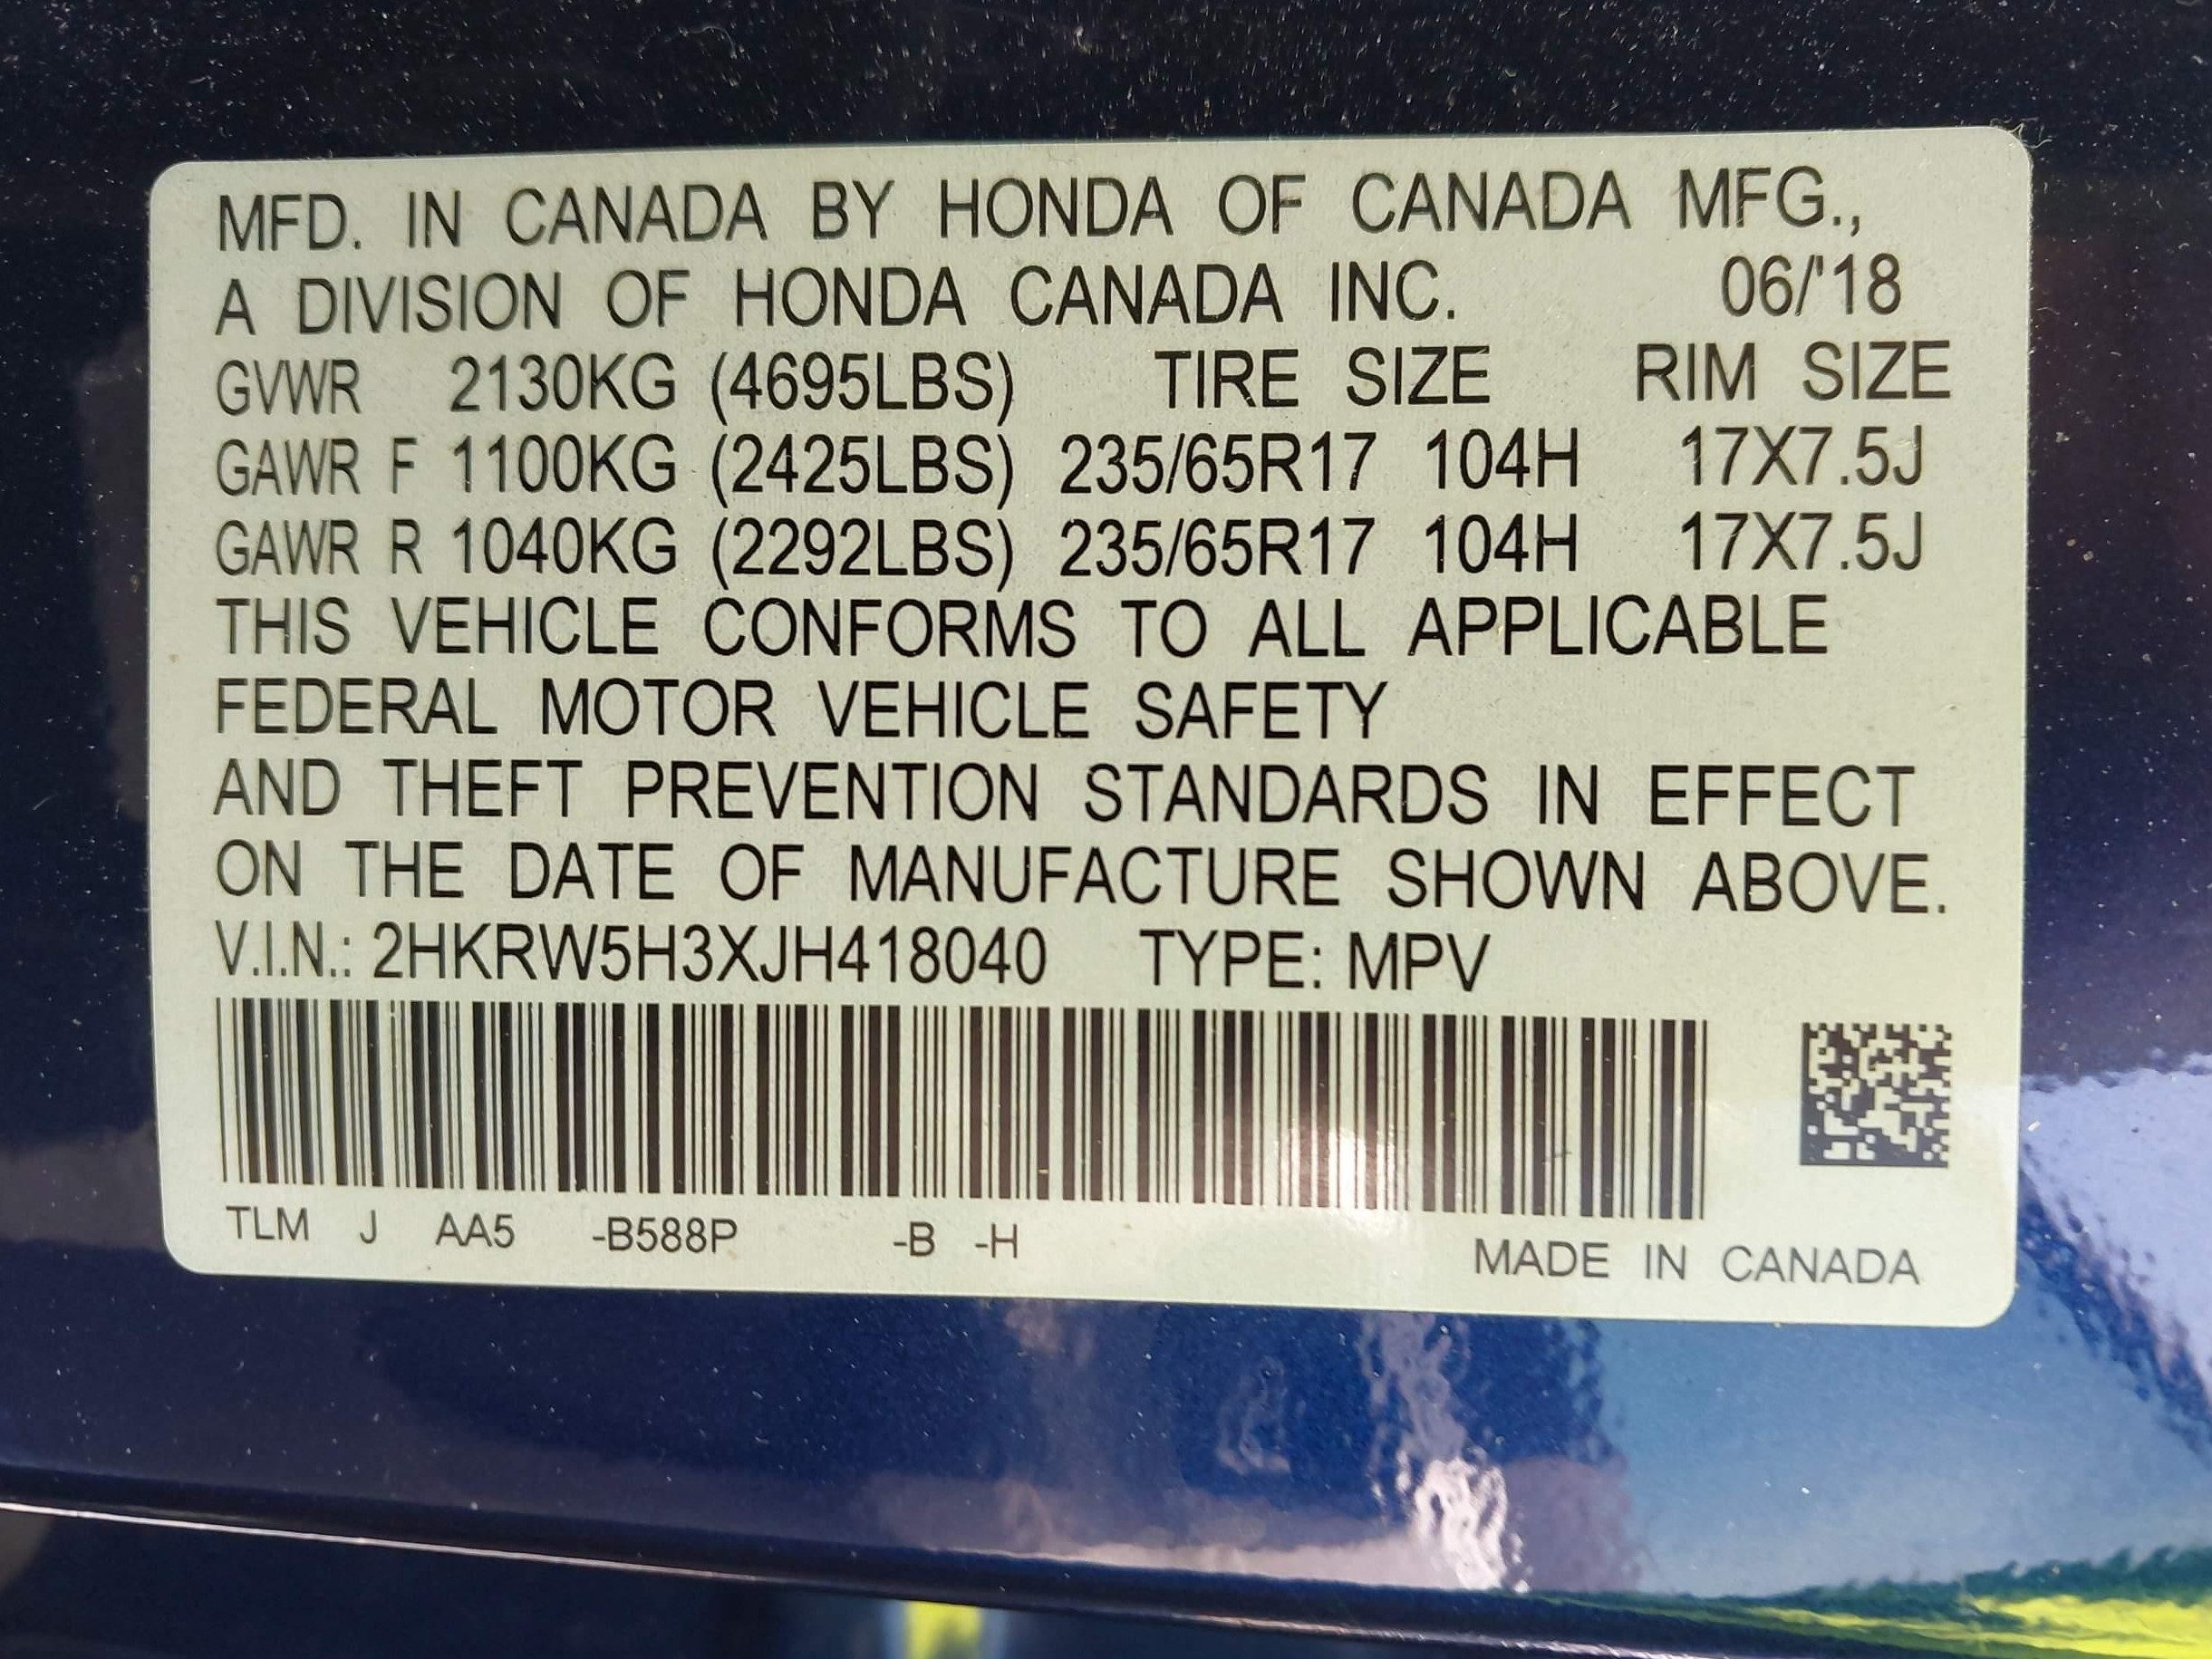 MFD. IN CANADA BY HONDA OF CANADA MFG.,
A DIVISION OF HONDA CANADA INC. 06/'18
GVWR 2130KG (4695LBS) TIRE SIZE RIM SIZE
GAWR F 1100KG (2425LBS) 235/65R17 104H 17X7.5J
GAWR R 1040KG (2292LBS) 235/65R17 104H 17X7.5J
THIS VEHICLE CONFORMS TO ALL APPLICABLE
FEDERAL MOTOR VEHICLE SAFETY
AND THEFT PREVENTION STANDARDS IN EFFECT
ON THE DATE OF MANUFACTURE SHOWN ABOVE.
V.I.N.: 2HKRW5H3XJH418040 TYPE: MPV
TLM J AA5 -B588P -B -H
MADE IN CANADA